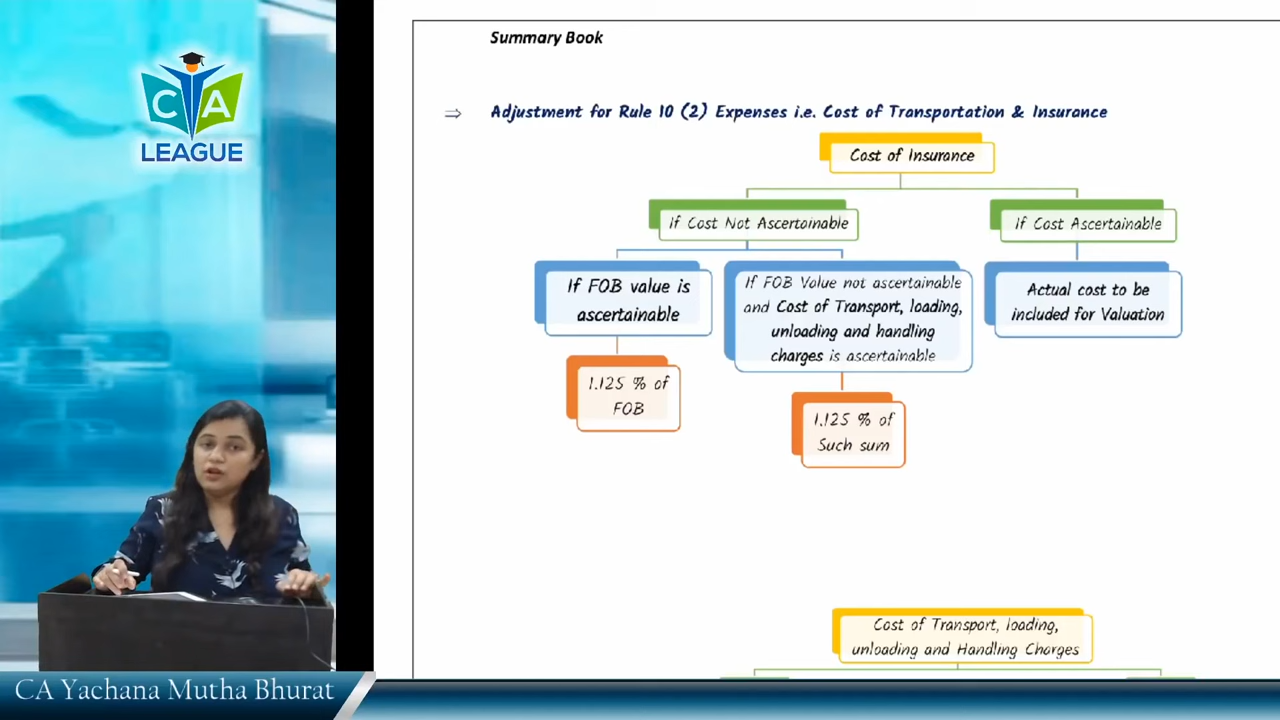 CA
LEAGUE
Summary Book
⇒ Adjustment for Rule 10 (2) Expenses i.e. Cost of Transportation & Insurance
Cost of Insurance
If Cost Not Ascertainable
If Cost Ascertainable
If FOB value is
ascertainable
If FOB Value not ascertainable
and Cost of Transport, loading,
unloading and handling
charges is ascertainable
Actual cost to be
included for Valuation
1.125 % of
FOB
1.125 % of
Such sum
Cost of Transport, loading,
unloading and Handling Charges
CA Yachana Mutha Bhurat